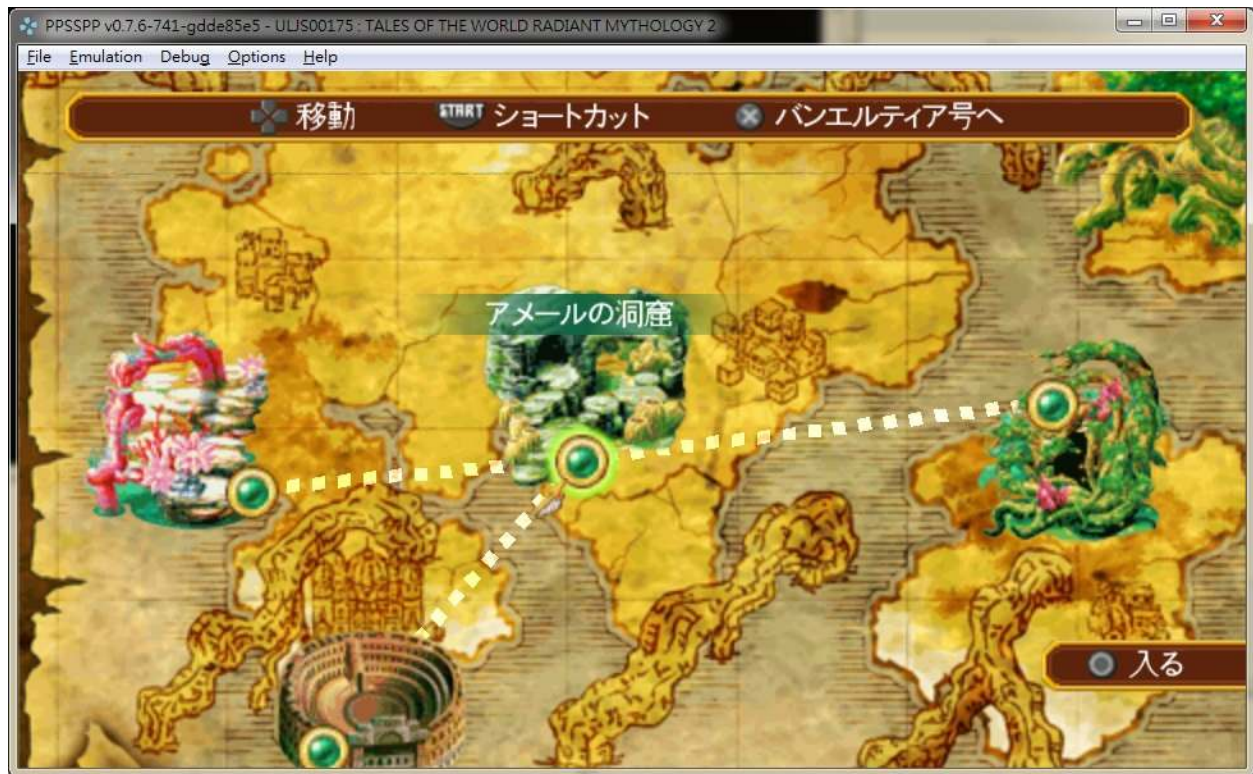 PPSSPP v0.7.6-741-gdde85e5 - ULJS00175 : TALES OF THE WORLD RADIANT MYTHOLOGY 2
File Emulation Debug Options Help
移動 START ショートカット バンエルティア号へ
アメールの洞窟
入る